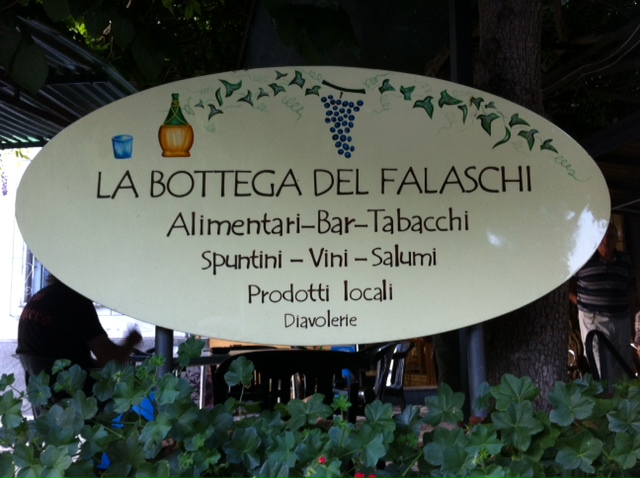 LA BOTTEGA DEL FALASCHI
Alimentari-Bar-Tabacchi
Spuntini - Vini - Salumi
Prodotti locali
Diavolerie